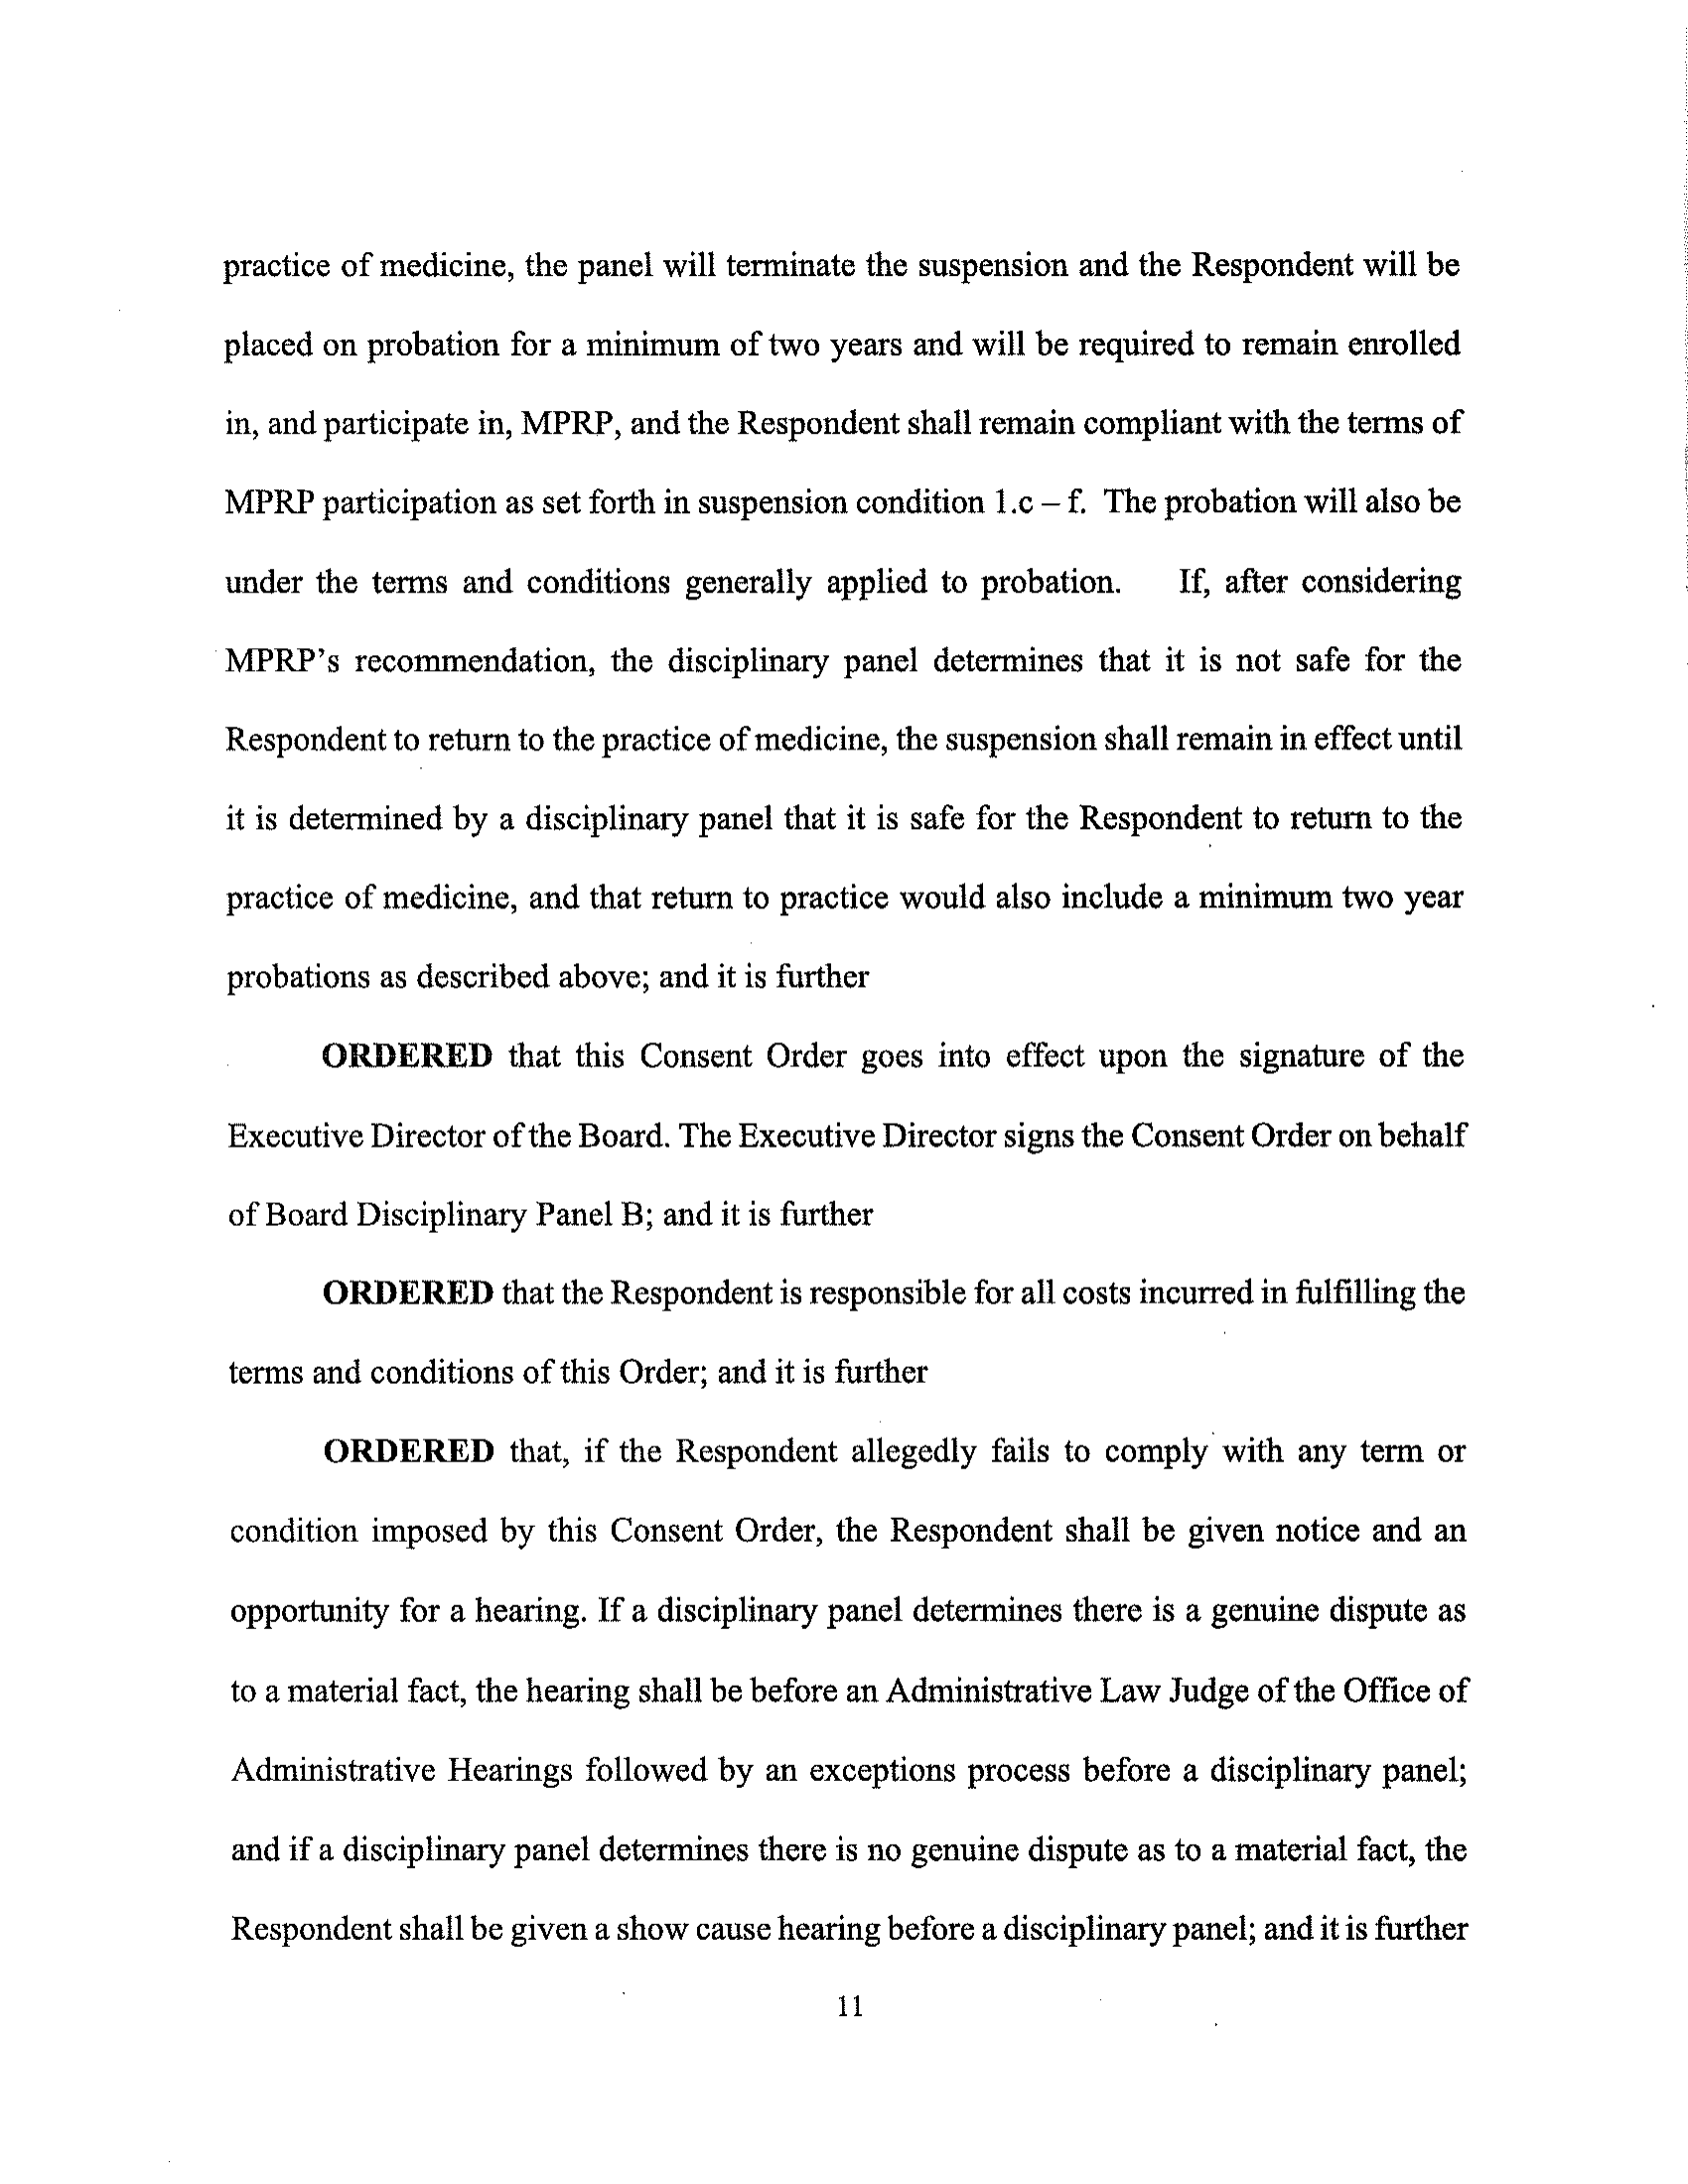 practice of medicine, the panel will terminate the suspension and the Respondent will be
placed on probation for a minimum of two years and will be required to remain enrolled
in, and participate in, MPRP, and the Respondent shall remain compliant with the terms of
MPRP participation as set forth in suspension condition 1.c – f. The probation will also be
under the terms and conditions generally applied to probation. If, after considering
MPRP's recommendation, the disciplinary panel determines that it is not safe for the
Respondent to return to the practice of medicine, the suspension shall remain in effect until
it is determined by a disciplinary panel that it is safe for the Respondent to return to the
practice of medicine, and that return to practice would also include a minimum two year
probations as described above; and it is further
ORDERED that this Consent Order goes into effect upon the signature of the
Executive Director of the Board. The Executive Director signs the Consent Order on behalf
of Board Disciplinary Panel B; and it is further
ORDERED that the Respondent is responsible for all costs incurred in fulfilling the
terms and conditions of this Order; and it is further
ORDERED that, if the Respondent allegedly fails to comply with any term or
condition imposed by this Consent Order, the Respondent shall be given notice and an
opportunity for a hearing. If a disciplinary panel determines there is a genuine dispute as
to a material fact, the hearing shall be before an Administrative Law Judge of the Office of
Administrative Hearings followed by an exceptions process before a disciplinary panel;
and if a disciplinary panel determines there is no genuine dispute as to a material fact, the
Respondent shall be given a show cause hearing before a disciplinary panel; and it is further
11